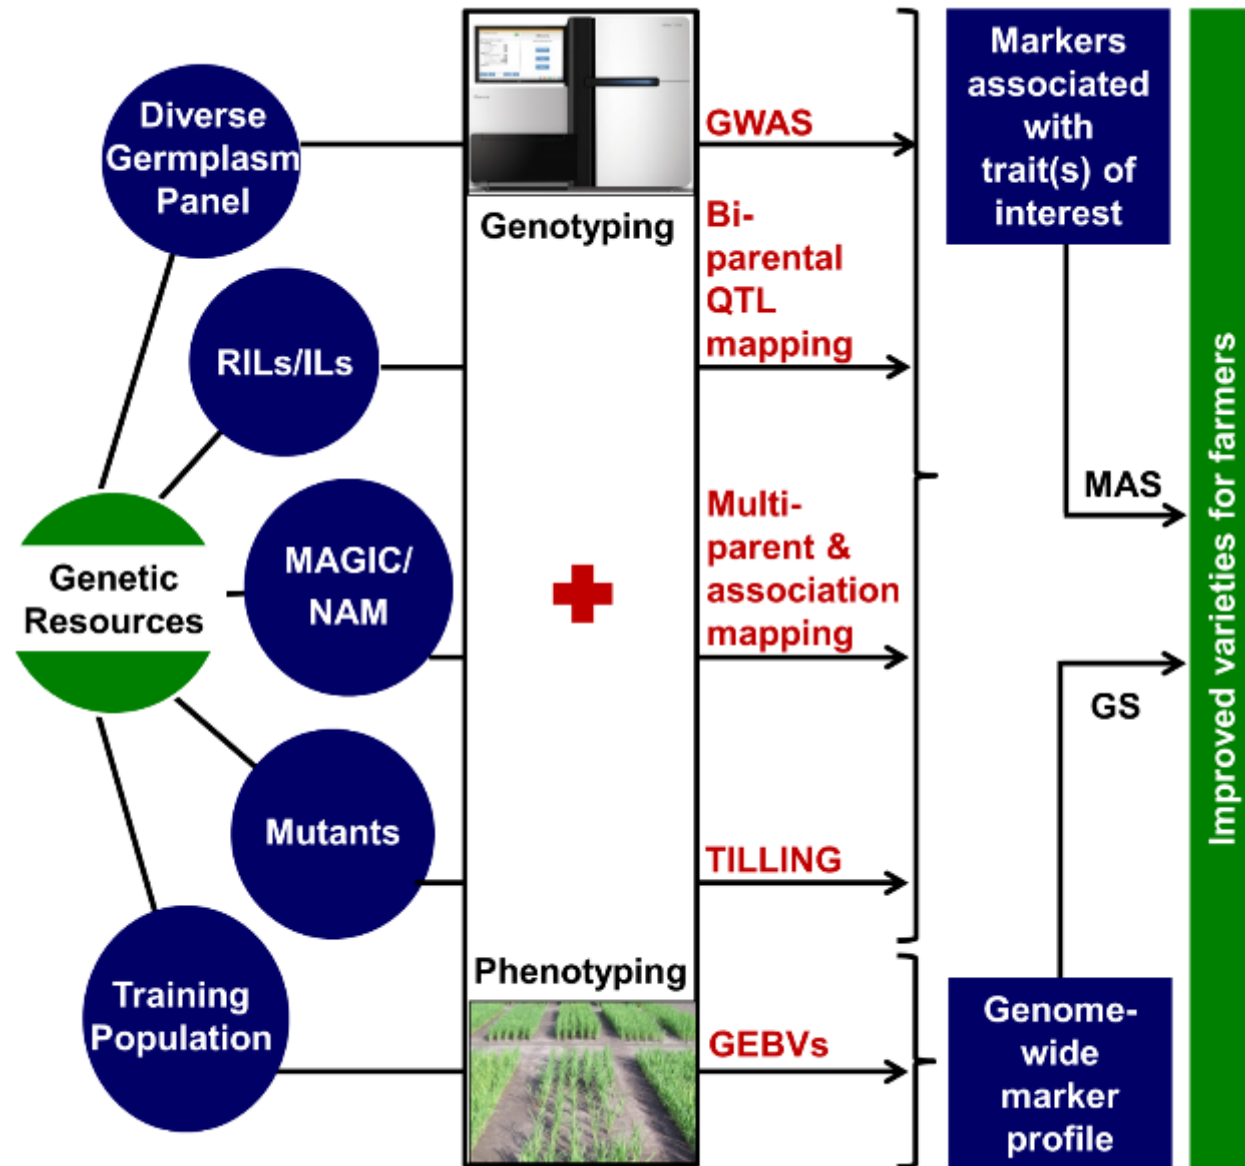 Diverse
Germplasm
Panel
RILs/ILs
Genetic
Resources
MAGIC/
NAM
Mutants
Training
Population
Genotyping
Phenotyping
GWAS
Bi-
parental
QTL
mapping
Multi-
parent &
association
mapping
TILLING
GEBVs
Markers
associated
with
trait(s) of
interest
MAS
GS
Genome-
wide
marker
profile
Improved varieties for farmers